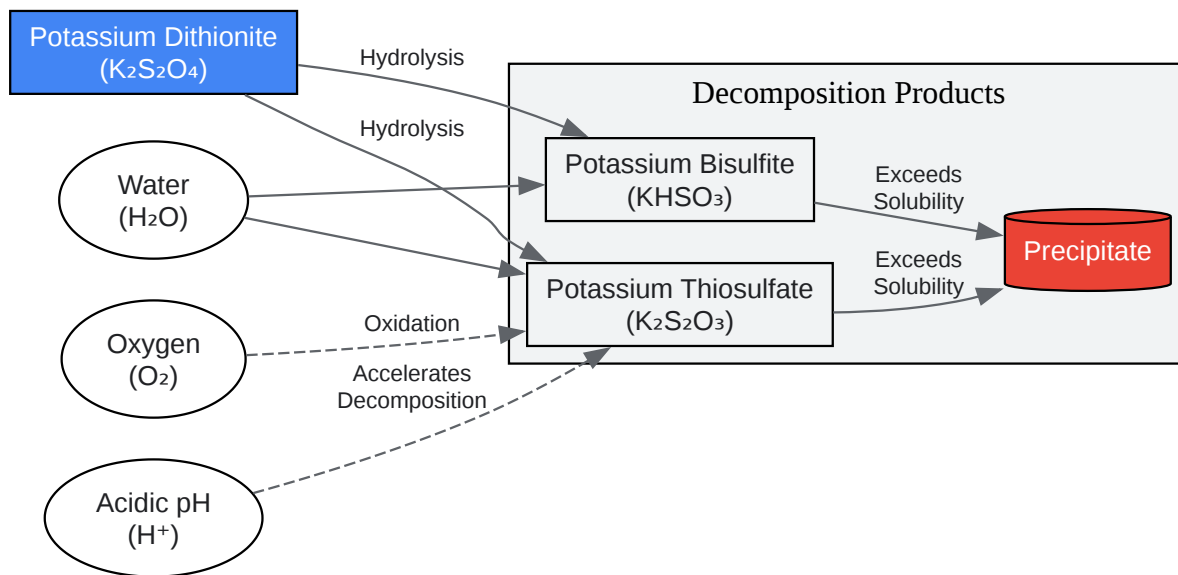 Potassium Dithionite
(K₂S₂O₄)
Hydrolysis
Decomposition Products
Hydrolysis
Potassium Bisulfite
(KHSO₃)
Exceeds
Solubility
Water
(H₂O)
Precipitate
Exceeds
Solubility
Potassium Thiosulfate
(K₂S₂O₃)
Oxidation
Oxygen
(O₂)
Accelerates
Decomposition
Acidic pH
(H⁺)